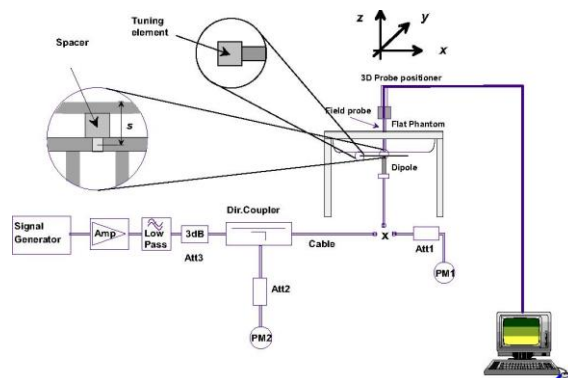 Tuning
element
Spacer
s
z
y
x
3D Probe positioner
Field probe
Flat Phantom
Dipole
Signal
Generator
Amp
Low
Pass
3dB
Att3
Dir.Coupler
Cable
x
Att1
PM1
Att2
PM2